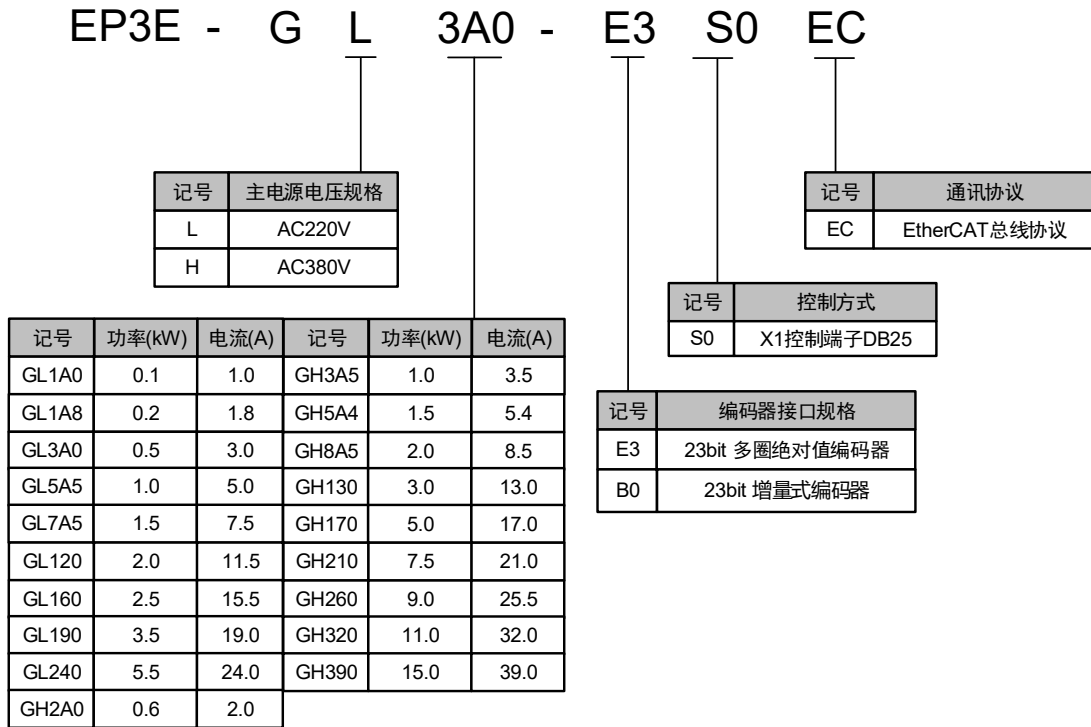 EP3E - G L 3A0 - E3 S0 EC
记号 主电源电压规格
L AC220V
H AC380V
记号 通讯协议
EC EtherCAT总线协议
记号 控制方式
S0 X1控制端子DB25
记号 功率(kW) 电流(A) 记号 功率(kW) 电流(A)
GL1A0 0.1 1.0 GH3A5 1.0 3.5
GL1A8 0.2 1.8 GH5A4 1.5 5.4
GL3A0 0.5 3.0 GH8A5 2.0 8.5
GL5A5 1.0 5.0 GH130 3.0 13.0
GL7A5 1.5 7.5 GH170 5.0 17.0
GL120 2.0 11.5 GH210 7.5 21.0
GL160 2.5 15.5 GH260 9.0 25.5
GL190 3.5 19.0 GH320 11.0 32.0
GL240 5.5 24.0 GH390 15.0 39.0
GH2A0 0.6 2.0
记号 编码器接口规格
E3 23bit 多圈绝对值编码器
B0 23bit 增量式编码器